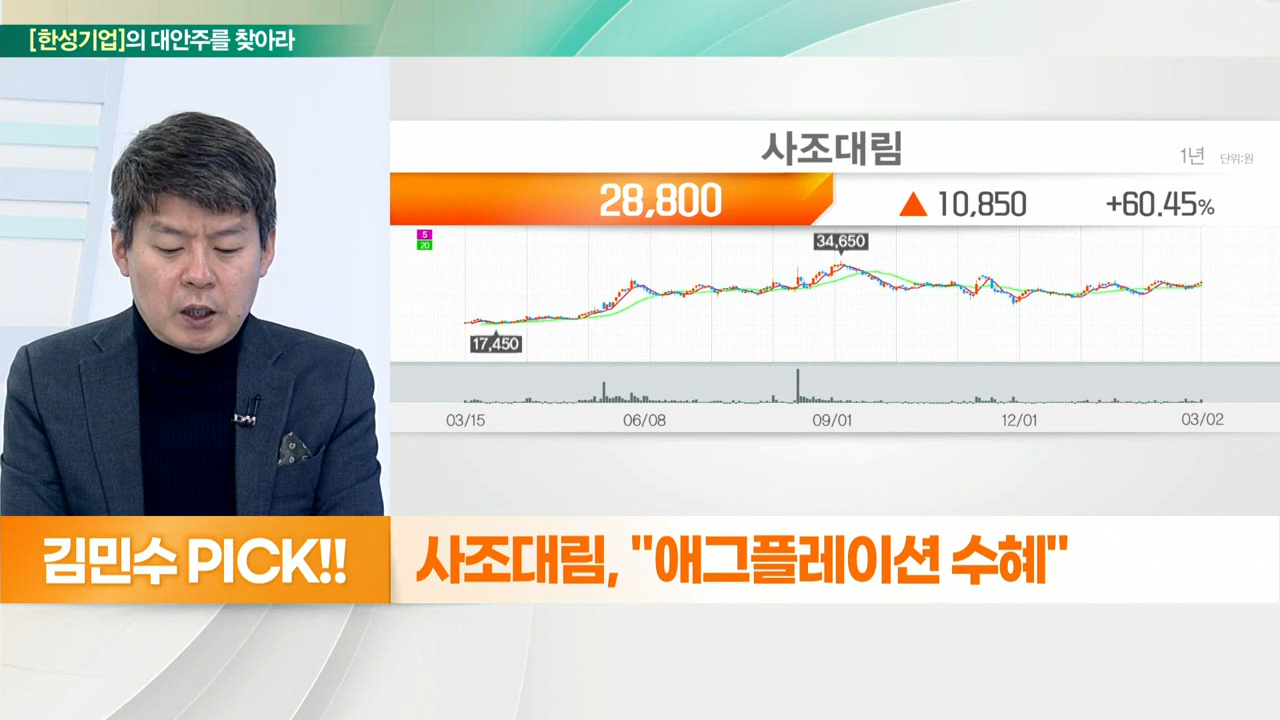 [한성기업]의 대안주를 찾아라
사조대림
1년 단위:원
28,800 ▲ 10,850 +60.45%
5
20
34,650
17,450
03/15 06/08 09/01 12/01 03/02
김민수 PICK!!
사조대림, "애그플레이션 수혜"